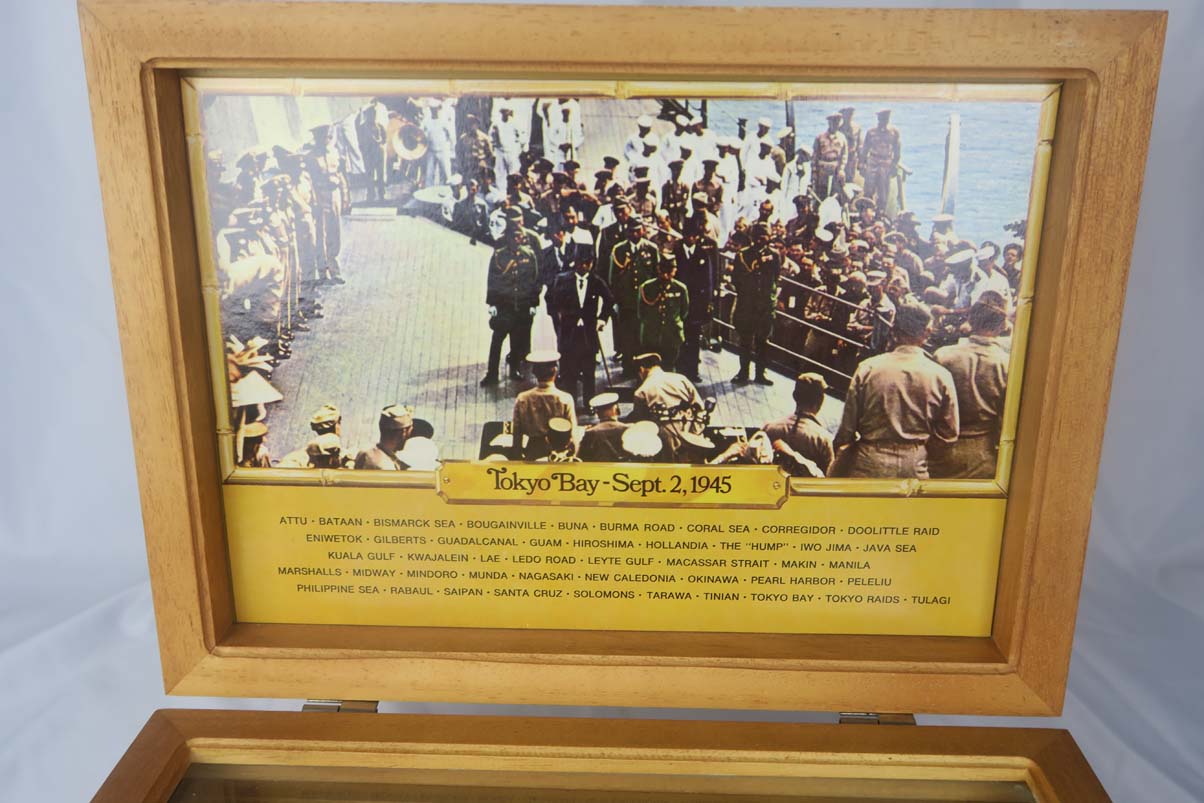 Tokyo Bay - Sept. 2, 1945
ATTU · BATAAN · BISMARCK SEA · BOUGAINVILLE · BUNA · BURMA ROAD · CORAL SEA · CORREGIDOR · DOOLITTLE RAID
ENIWETOK · GILBERTS · GUADALCANAL · GUAM · HIROSHIMA · HOLLANDIA · THE "HUMP" · IWO JIMA · JAVA SEA
KUALA GULF · KWAJALEIN · LAE · LEDO ROAD · LEYTE GULF · MACASSAR STRAIT · MAKIN · MANILA
MARSHALLS · MIDWAY · MINDORO · MUNDA · NAGASAKI · NEW CALEDONIA · OKINAWA · PEARL HARBOR · PELELIU
PHILIPPINE SEA · RABAUL · SAIPAN · SANTA CRUZ · SOLOMONS · TARAWA · TINIAN · TOKYO BAY · TOKYO RAIDS · TULAGI